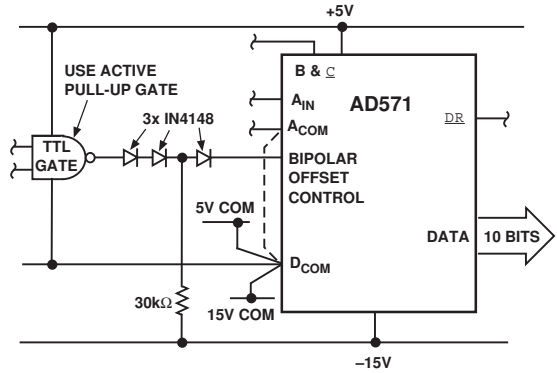 +5V
USE ACTIVE
PULL-UP GATE
B & C
3x IN4148
AIN
AD571
ACOM
DR
TTL
GATE
BIPOLAR
OFFSET
CONTROL
5V COM
DATA
10 BITS
DCOM
30kΩ
15V COM
–15V